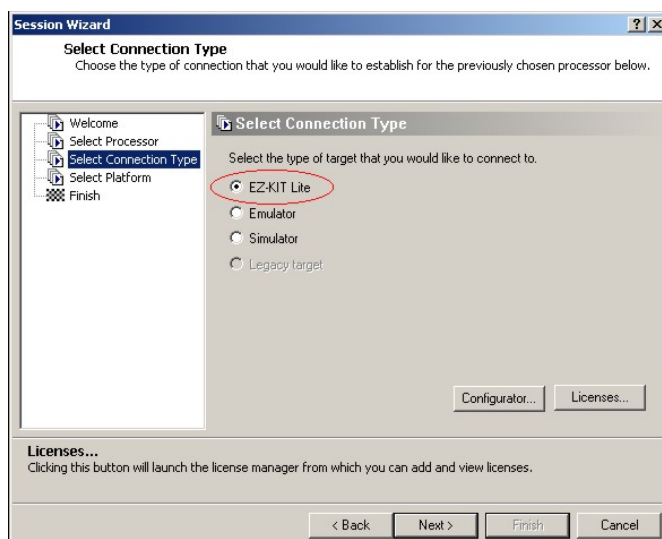 Session Wizard
Select Connection Type
Choose the type of connection that you would like to establish for the previously chosen processor below.
Welcome
Select Processor
Select Connection Type
Select Platform
Finish
Select Connection Type
Select the type of target that you would like to connect to.
EZ-KIT Lite
Emulator
Simulator
Legacy target
Configurator...
Licenses...
Licenses...
Clicking this button will launch the license manager from which you can add and view licenses.
< Back
Next >
Finish
Cancel